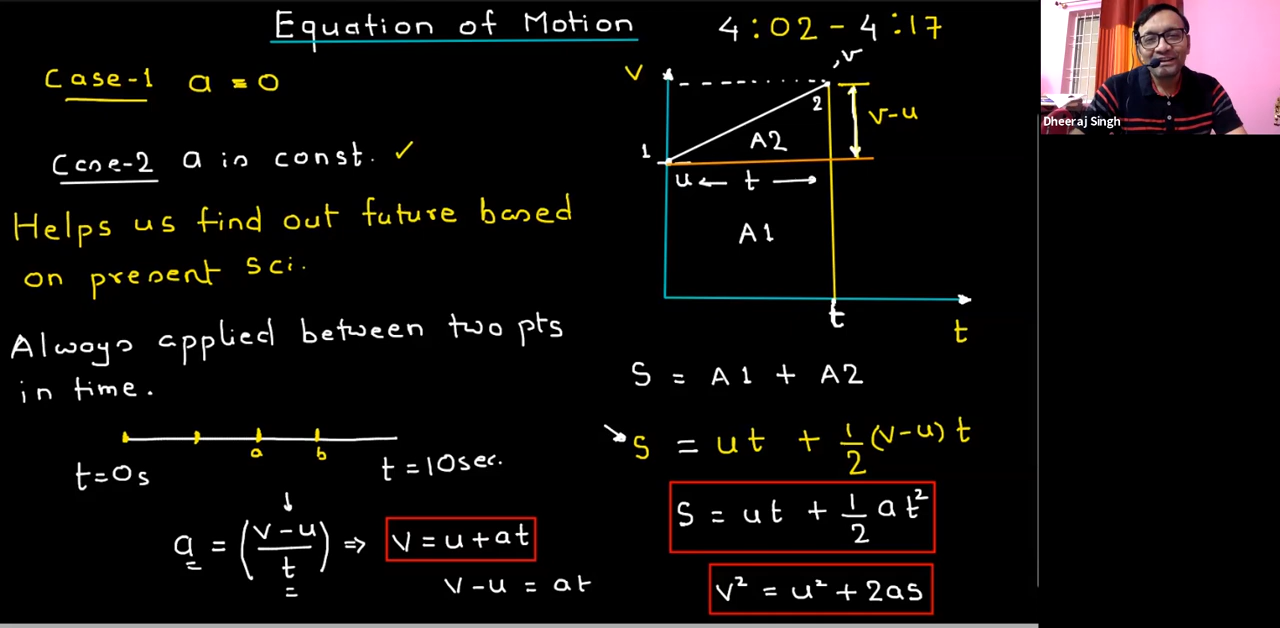 Equation of Motion
4:02 - 4:17
Case-1 a = 0
Case-2 a is const. ✓
Helps us find out future based
on present sci.
Always applied between two pts
in time.
a b
t=0s t=10sec.
a = (v-u/t) => v = u+at
v-u = at
v
,v
2
v-u
A2
1
u ← t →
A1
t
t
S = A1 + A2
S = ut + 1/2 (v-u) t
S = ut + 1/2 at²
v² = u² + 2as
Dheeraj Singh